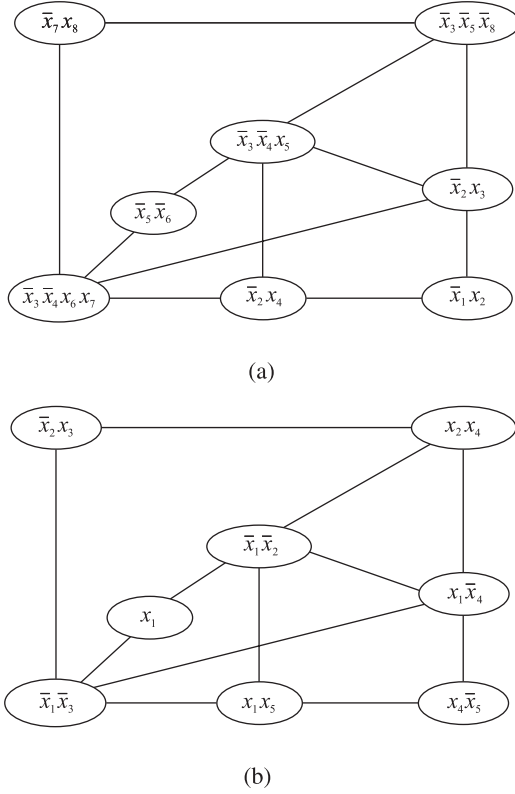 x̅₇x₈ x̅₃x̅₅x̅₈
x̅₃x̅₄x₅
x̅₂x₃
x̅₅x̅₆
x̅₃x̅₄x₆x₇ x̅₂x₄ x̅₁x₂
(a)
x̅₂x₃ x₂x₄
x̅₁x̅₂
x₁x̅₄
x₁
x̅₁x̅₃ x₁x₅ x₄x̅₅
(b)